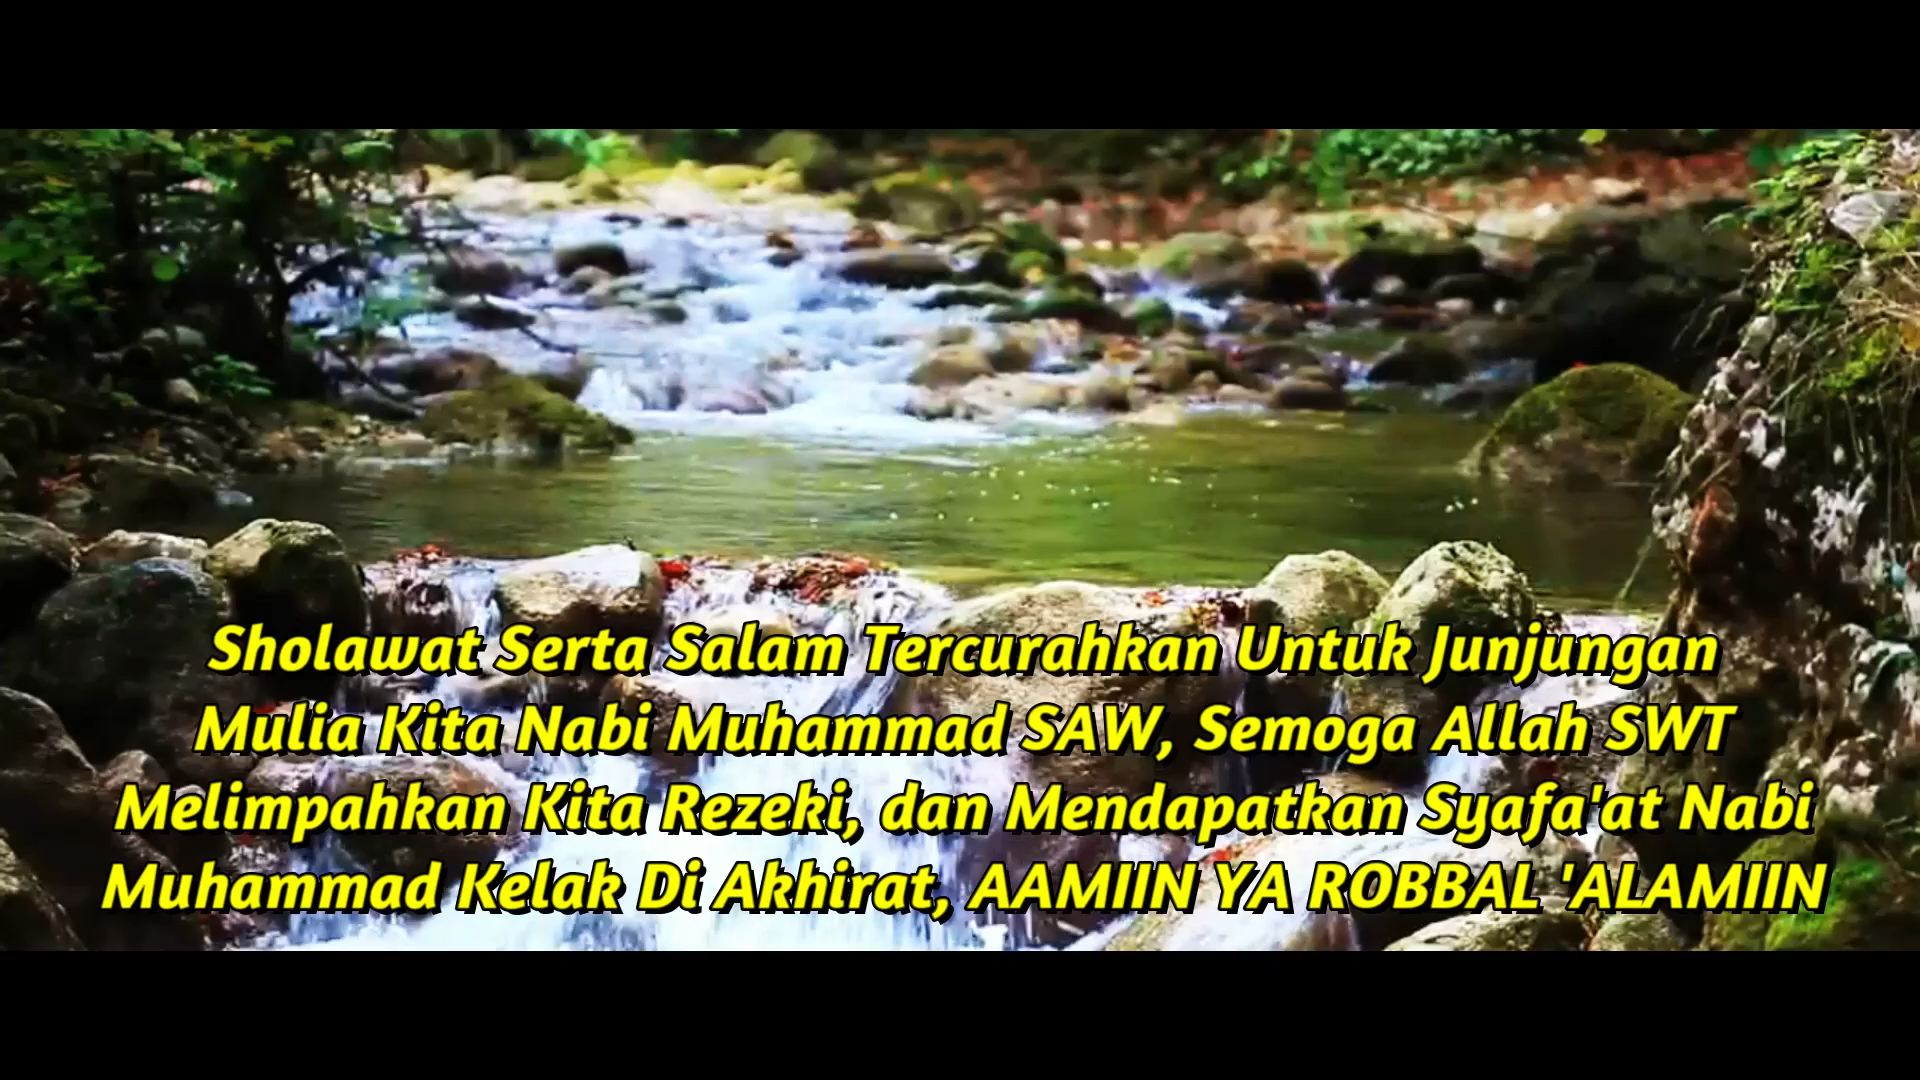 Sholawat Serta Salam Tercurahkan Untuk Junjungan
Mulia Kita Nabi Muhammad SAW, Semoga Allah SWT
Melimpahkan Kita Rezeki, dan Mendapatkan Syafa'at Nabi
Muhammad Kelak Di Akhirat, AAMIIN YA ROBBAL 'ALAMIIN